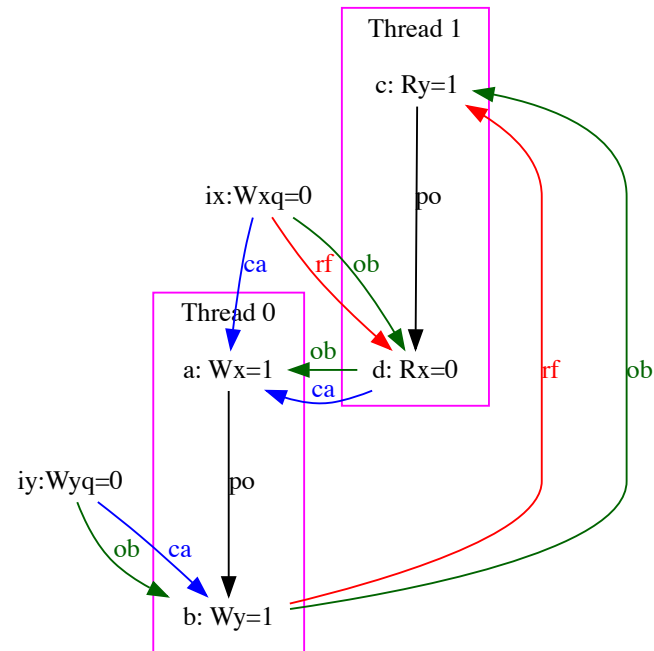 Thread 1
c: Ry=1
ix:Wxq=0
po
ca
rf
ob
Thread 0
ob
a: Wx=1
d: Rx=0
rf
ob
ca
iy:Wyq=0
po
ob
ca
b: Wy=1